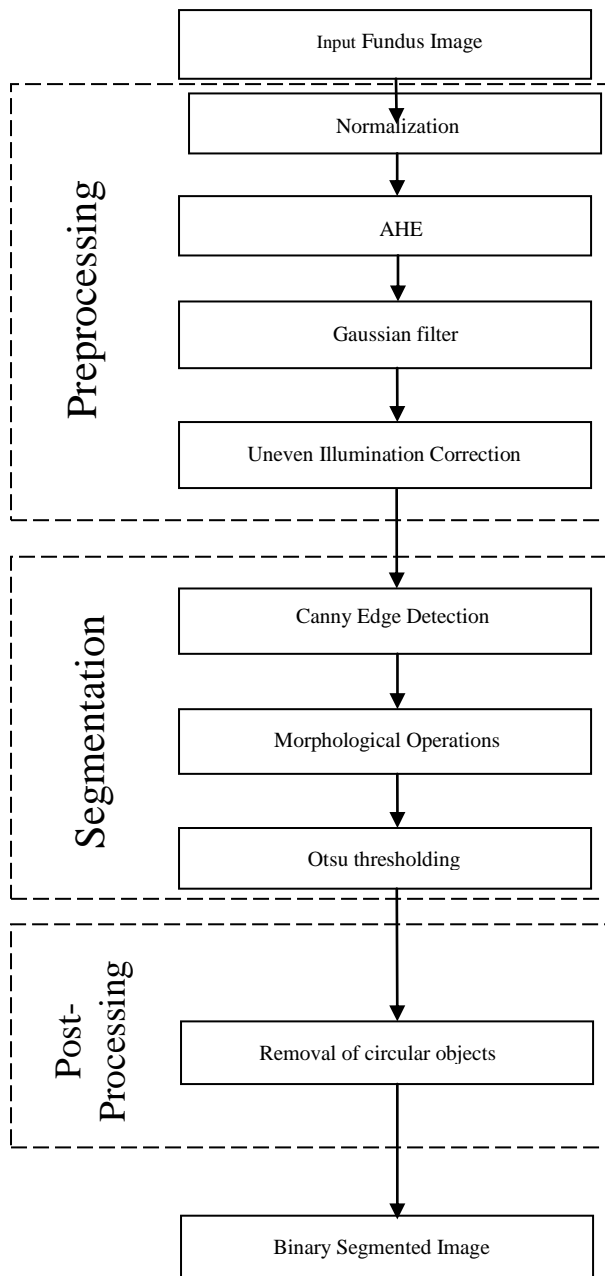 Input Fundus Image
Preprocessing
Normalization
AHE
Gaussian filter
Uneven Illumination Correction
Segmentation
Canny Edge Detection
Morphological Operations
Otsu thresholding
Post-
Processing
Removal of circular objects
Binary Segmented Image